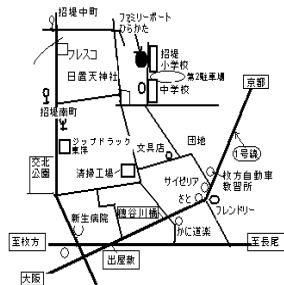 招堤中町
ファミリーポート
ひらかた
フレスコ
招堤
小学校
日置天神社
第2駐車場
中学校
京都
招堤南町
ジップドラック
東洋
文具店
団地
1号線
交北
公園
清掃工場
枚方自動車
教習所
サイゼリア
さと
フレンドリー
新生病院
穂谷川橋
かに道楽
至枚方
至長尾
出屋敷
大阪